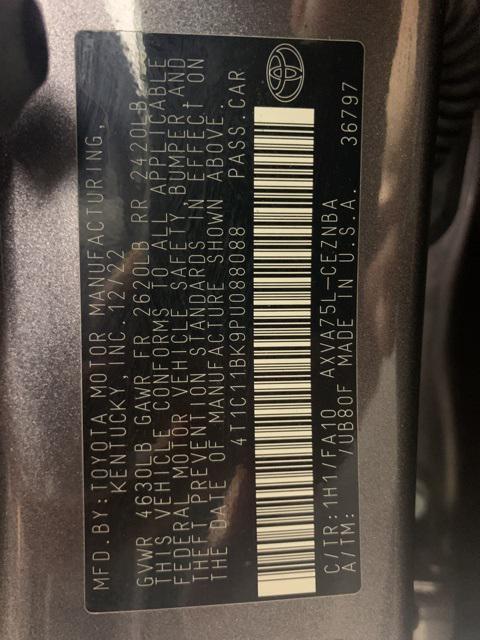 MFD.BY: TOYOTA MOTOR MANUFACTURING,
KENTUCKY, INC. 12/22
GVWR 4630LB GAWR FR 2620LB RR 2420LB
THIS VEHICLE CONFORMS TO ALL APPLICABLE
FEDERAL MOTOR VEHICLE SAFETY, BUMPER AND
THEFT PREVENTION STANDARDS IN EFFECT ON
THE DATE OF MANUFACTURE SHOWN ABOVE.
4T1C11BK9PU088088 PASS.CAR
C/TR:1H1/FA10 AXVA75L-CEZNBA
A/TM: /UB80F MADE IN U.S.A. 36797